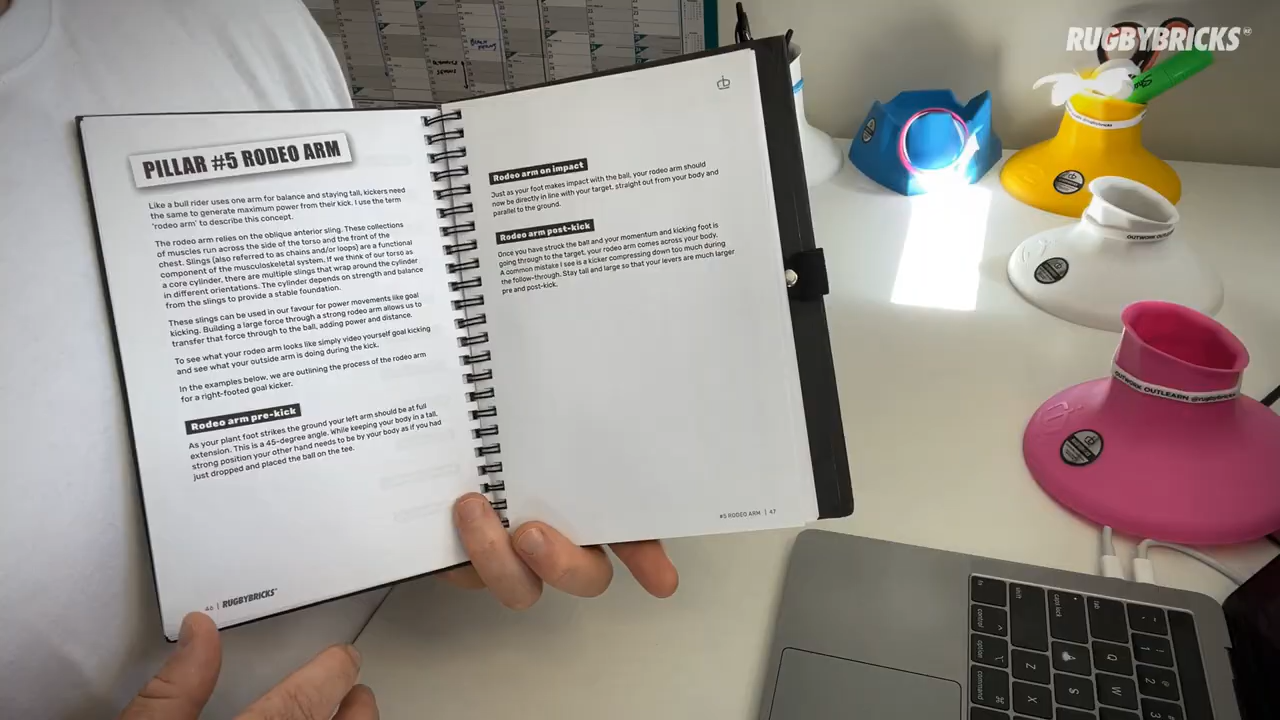 RUGBYBRICKS
PILLAR #5 RODEO ARM
Like a bull rider uses one arm for balance and staying tall, kickers need
the same to generate maximum power from their kick. I use the term
'rodeo arm' to describe this concept.
The rodeo arm relies on the oblique anterior sling. These collections
of muscles run across the side of the torso and the front of the
chest. Slings (also referred to as chains and/or loops) are a functional
component of the musculoskeletal system. If we think of our torso as
a core cylinder, there are multiple slings that wrap around the cylinder
in different orientations. The cylinder depends on strength and balance
from the slings to provide a stable foundation.
These slings can be used in our favour for power movements like goal
kicking. Building a large force through a strong rodeo arm allows us to
transfer that force through to the ball, adding power and distance.
To see what your rodeo arm looks like simply video yourself goal kicking
and see what your outside arm is doing during the kick.
In the examples below, we are outlining the process of the rodeo arm
for a right-footed goal kicker.
Rodeo arm pre-kick
As your plant foot strikes the ground your left arm should be at full
extension. This is a 45-degree angle. While keeping your body in a tall,
strong position your other hand needs to be by your body as if you had
just dropped and placed the ball on the tee.
46 | RUGBYBRICKS
Rodeo arm on impact
Just as your foot makes impact with the ball, your rodeo arm should
now be directly in line with your target, straight out from your body and
parallel to the ground.
Rodeo arm post-kick
Once you have struck the ball and your momentum and kicking foot is
going through to the target, your rodeo arm comes across your body.
A common mistake I see is a kicker compressing down too much during
the follow-through. Stay tall and large so that your levers are much larger
pre and post-kick.
#5 RODEO ARM | 47
OUTWORK OUTLEARN
OUTWORK OUTLEARN @rugbybricks
fn
shift
caps lock
tab
control
option
command
Q
W
S
Z
X
1
2
3